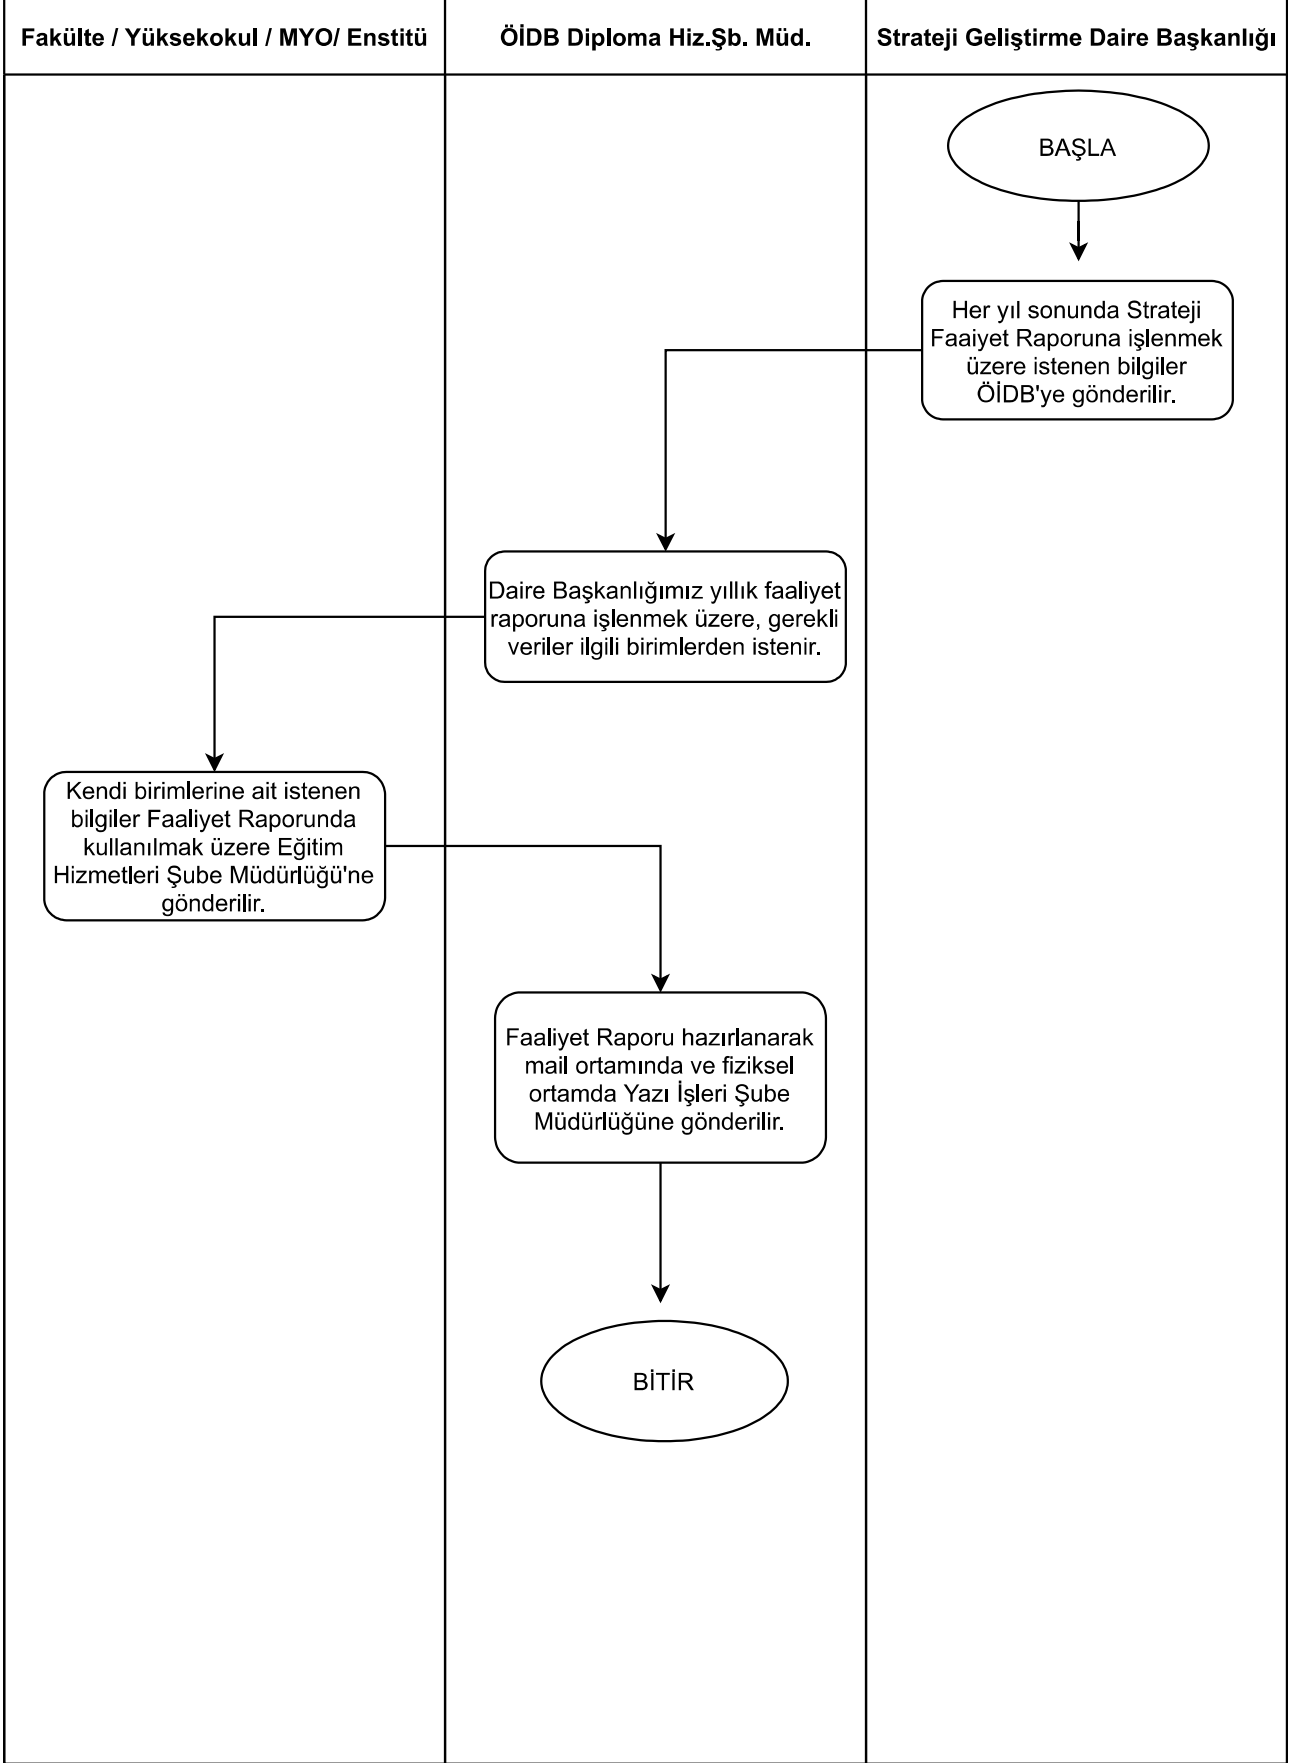 Fakülte / Yüksekokul / MYO/ Enstitü
ÖİDB Diploma Hiz.Şb. Müd.
Strateji Geliştirme Daire Başkanlığı
BAŞLA
Her yıl sonunda Strateji
Faaiyet Raporuna işlenmek
üzere istenen bilgiler
ÖİDB'ye gönderilir.
Daire Başkanlığımız yıllık faaliyet
raporuna işlenmek üzere, gerekli
veriler ilgili birimlerden istenir.
Kendi birimlerine ait istenen
bilgiler Faaliyet Raporunda
kullanılmak üzere Eğitim
Hizmetleri Şube Müdürlüğü'ne
gönderilir.
Faaliyet Raporu hazırlanarak
mail ortamında ve fiziksel
ortamda Yazı İşleri Şube
Müdürlüğüne gönderilir.
BİTİR